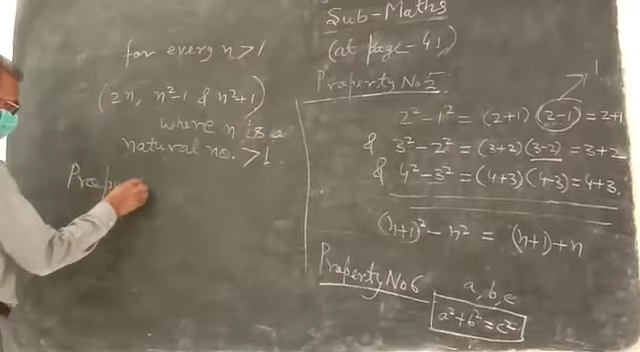 Sub-Maths
(at page-41)
Property No 5
2²-1² = (2+1)(2-1) = 2+1
1
& 3²-2² = (3+2)(3-2) = 3+2
& 4²-3² = (4+3)(4-3) = 4+3.
(n+1)²-n² = (n+1)+n
Property No 6
a, b, c
a²+b²=c²
for every n>1
(2n, n²-1 & n²+1)
where n is a
natural no. >1.
Prope